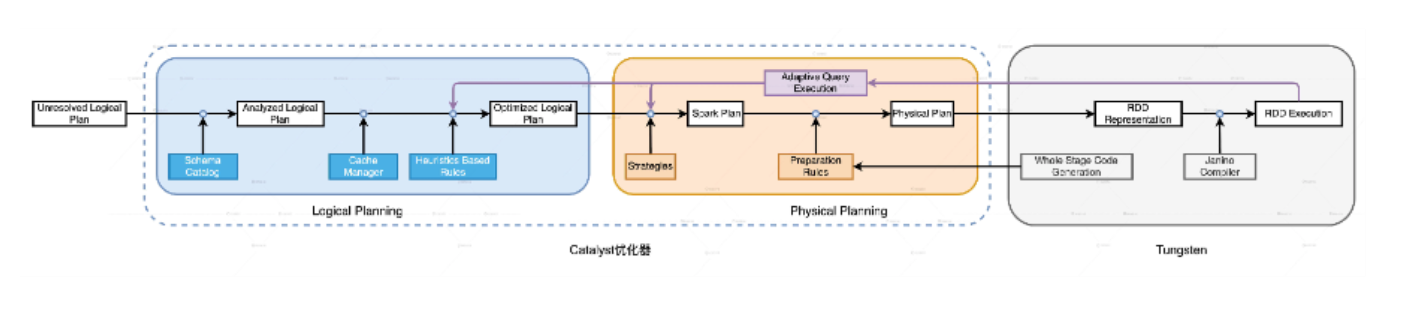 Adaptive Query
Execution
Unresolved Logical
Plan
Analyzed Logical
Plan
Optimized Logical
Plan
Spark Plan
Physical Plan
RDD
Representation
RDD Execution
Schema
Catalog
Cache
Manager
Heuristics Based
Rules
Strategies
Preparation
Rules
Whole Stage Code
Generation
Janino
Compiler
Logical Planning
Physical Planning
Catalyst优化器
Tungsten